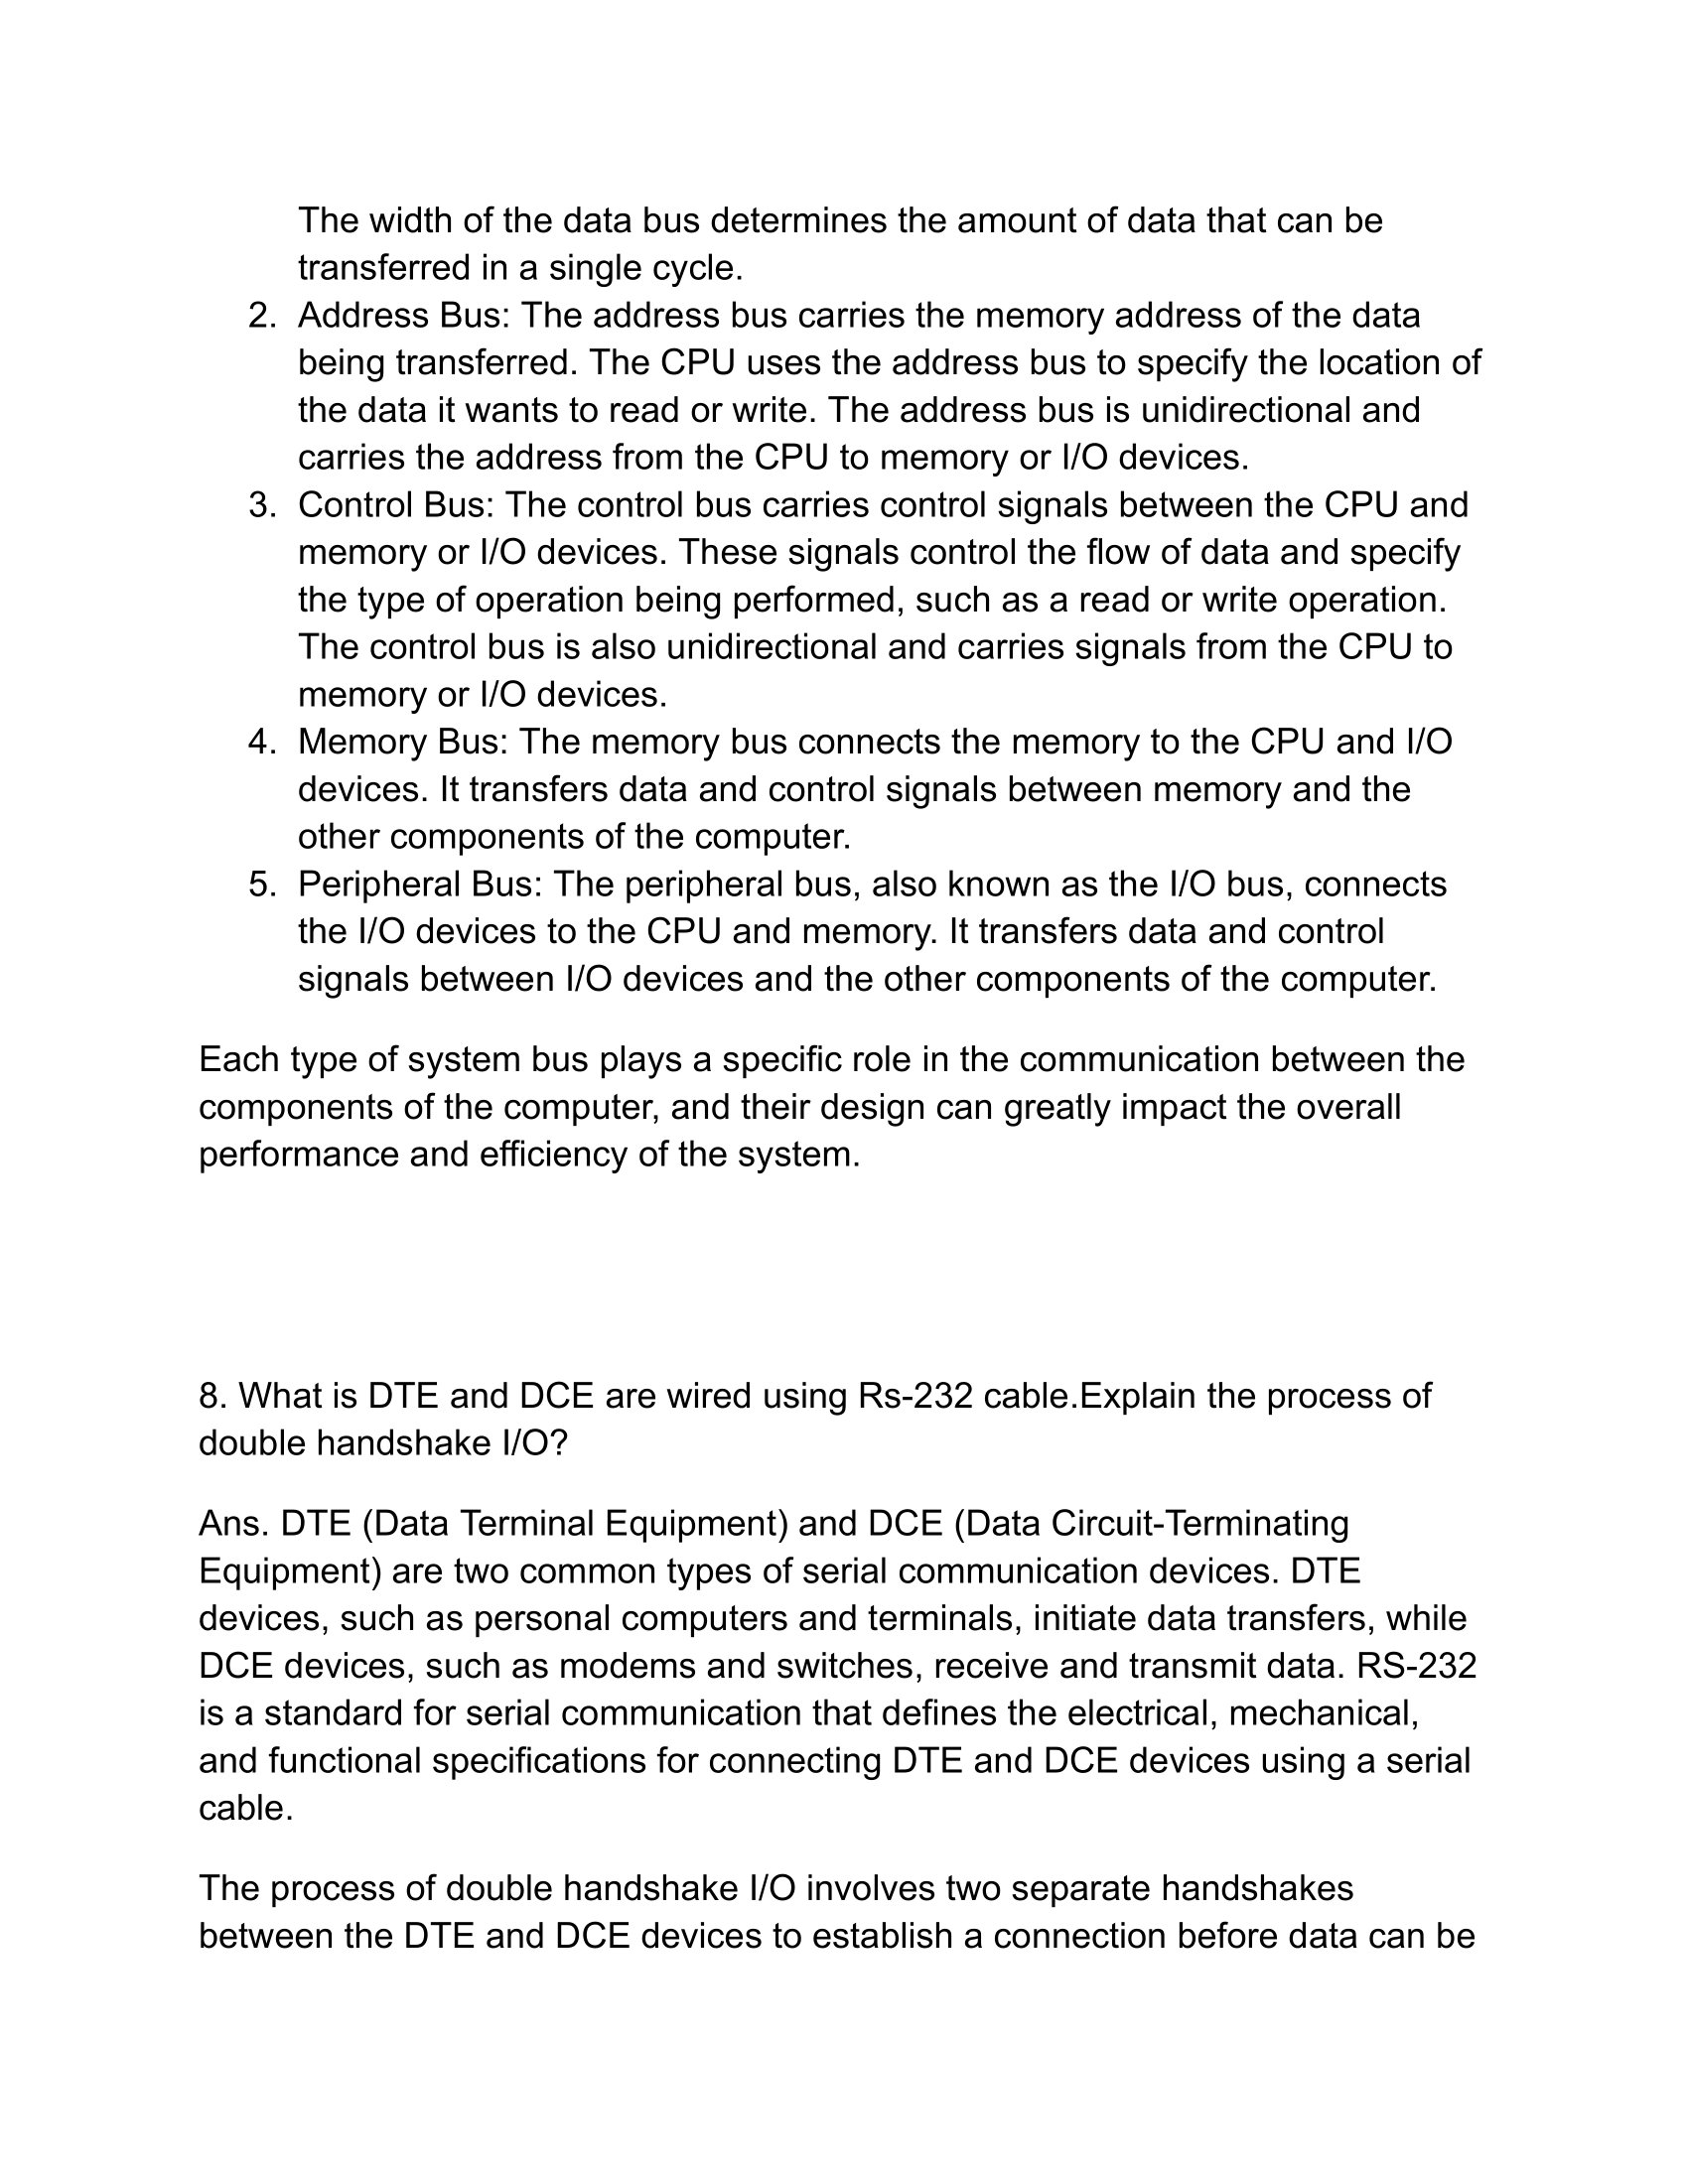 The width of the data bus determines the amount of data that can be
transferred in a single cycle.
2. Address Bus: The address bus carries the memory address of the data
being transferred. The CPU uses the address bus to specify the location of
the data it wants to read or write. The address bus is unidirectional and
carries the address from the CPU to memory or I/O devices.
3. Control Bus: The control bus carries control signals between the CPU and
memory or I/O devices. These signals control the flow of data and specify
the type of operation being performed, such as a read or write operation.
The control bus is also unidirectional and carries signals from the CPU to
memory or I/O devices.
4. Memory Bus: The memory bus connects the memory to the CPU and I/O
devices. It transfers data and control signals between memory and the
other components of the computer.
5. Peripheral Bus: The peripheral bus, also known as the I/O bus, connects
the I/O devices to the CPU and memory. It transfers data and control
signals between I/O devices and the other components of the computer.
Each type of system bus plays a specific role in the communication between the
components of the computer, and their design can greatly impact the overall
performance and efficiency of the system.
8. What is DTE and DCE are wired using Rs-232 cable.Explain the process of
double handshake I/O?
Ans. DTE (Data Terminal Equipment) and DCE (Data Circuit-Terminating
Equipment) are two common types of serial communication devices. DTE
devices, such as personal computers and terminals, initiate data transfers, while
DCE devices, such as modems and switches, receive and transmit data. RS-232
is a standard for serial communication that defines the electrical, mechanical,
and functional specifications for connecting DTE and DCE devices using a serial
cable.
The process of double handshake I/O involves two separate handshakes
between the DTE and DCE devices to establish a connection before data can be